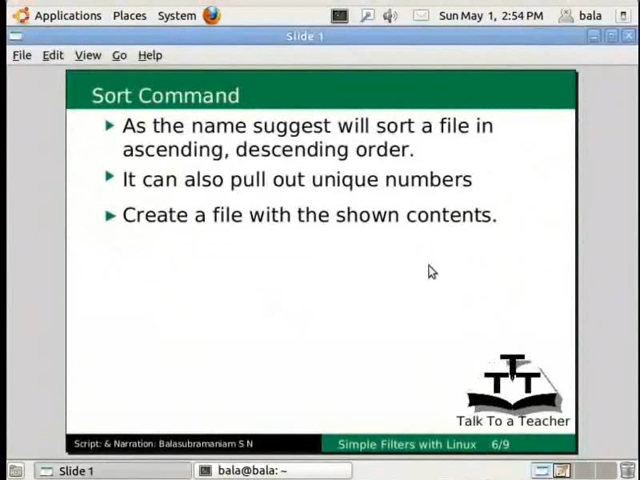 Applications Places System Sun May 1, 2:54 PM bala
Slide 1
File Edit View Go Help
Sort Command
As the name suggest will sort a file in
ascending, descending order.
It can also pull out unique numbers
Create a file with the shown contents.
TTT
Talk To a Teacher
Script: & Narration: Balasubramaniam S N Simple Filters with Linux 6/9
Slide 1 bala@bala: ~